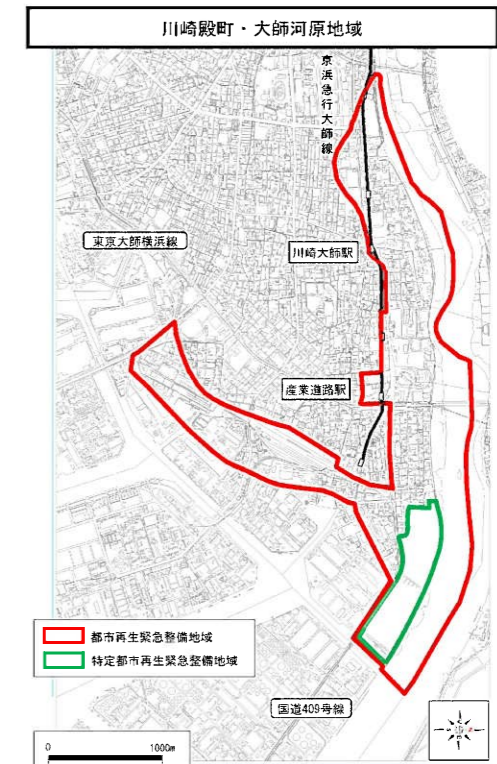 川崎殿町・大師河原地域
京浜急行大師線
東京大師横浜線
川崎大師駅
産業道路駅
都市再生緊急整備地域
特定都市再生緊急整備地域
国道409号線
0 1000m